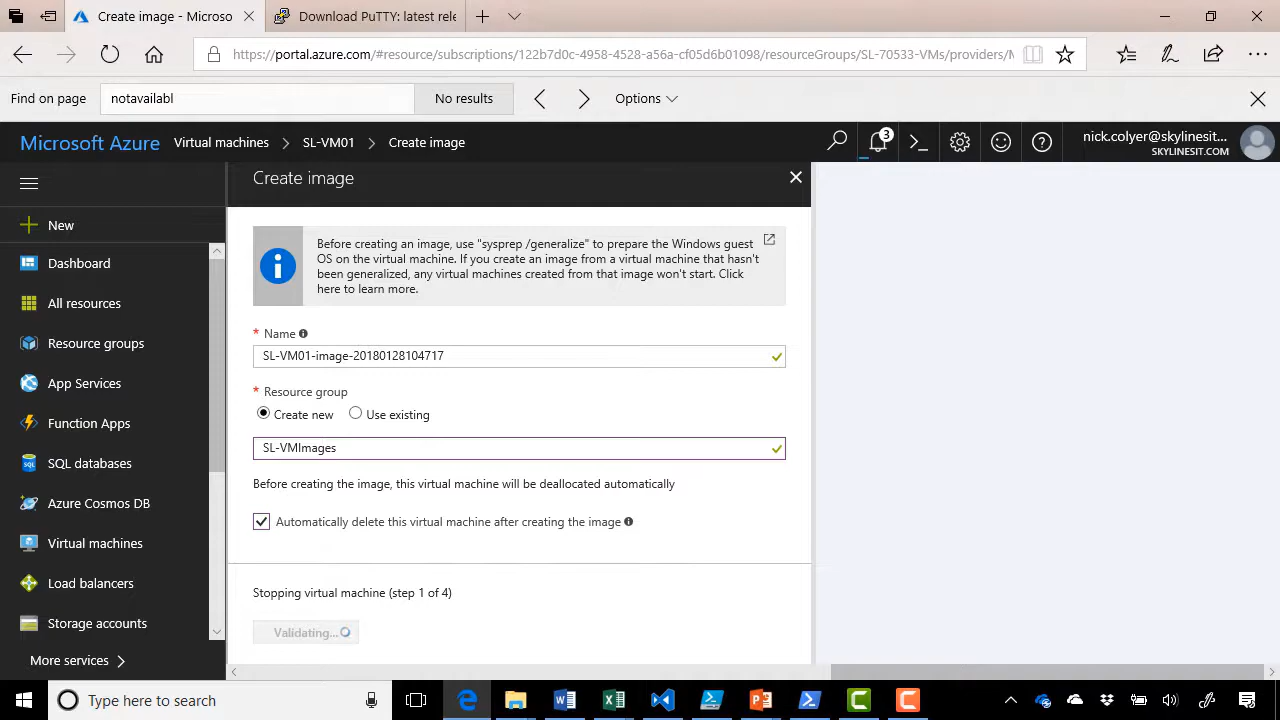 Create image - Microso
Download PuTTY: latest rele
https://portal.azure.com/#resource/subscriptions/122b7d0c-4958-4528-a56a-cf05d6b01098/resourceGroups/SL-70533-VMs/providers/M
Find on page
notavailabl
No results
Options
Microsoft Azure
Virtual machines
SL-VM01
Create image
3
nick.colyer@skylinesit...
SKYLINESIT.COM
Create image
New
Dashboard
All resources
Resource groups
App Services
Function Apps
SQL databases
Azure Cosmos DB
Virtual machines
Load balancers
Storage accounts
More services
Before creating an image, use "sysprep /generalize" to prepare the Windows guest
OS on the virtual machine. If you create an image from a virtual machine that hasn't
been generalized, any virtual machines created from that image won't start. Click
here to learn more.
* Name
SL-VM01-image-20180128104717
* Resource group
Create new
Use existing
SL-VMImages
Before creating the image, this virtual machine will be deallocated automatically
Automatically delete this virtual machine after creating the image
Stopping virtual machine (step 1 of 4)
Validating...
Type here to search